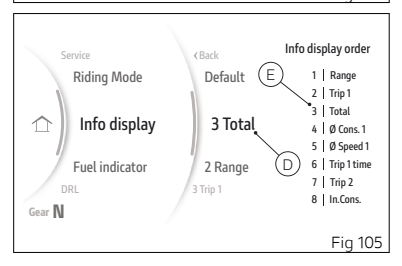 Service
Riding Mode
Info display
Fuel indicator
DRL
Gear N
‹Back
Default
3 Total
2 Range
3 Trip 1
E
D
Info display order
1 | Range
2 | Trip 1
3 | Total
4 | Ø Cons. 1
5 | Ø Speed 1
6 | Trip 1 time
7 | Trip 2
8 | In.Cons.
Fig 105